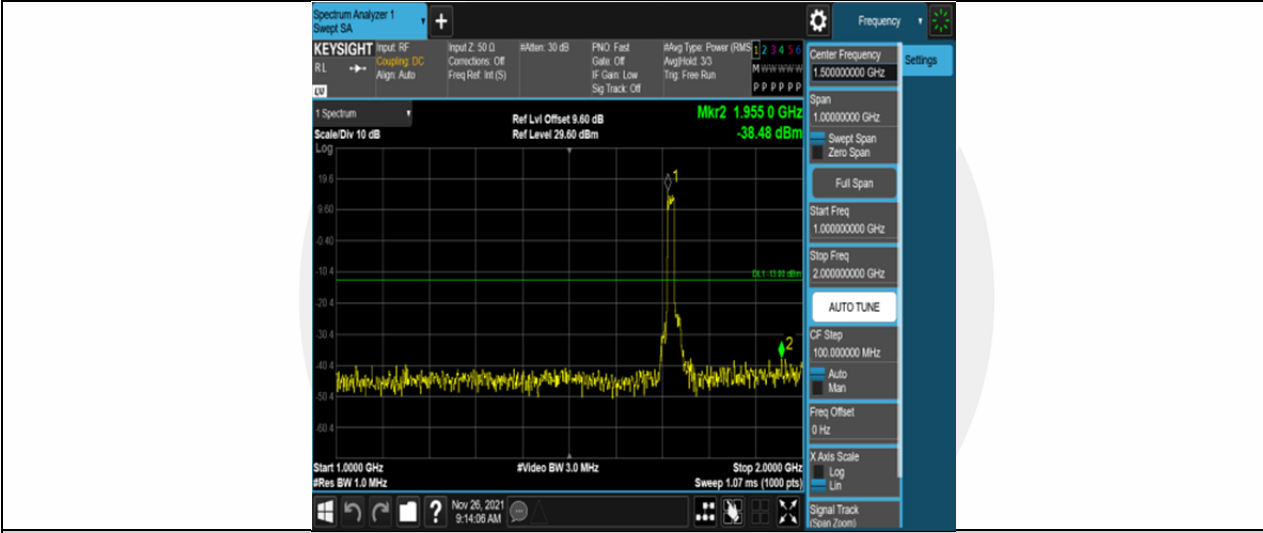 Spectrum Analyzer 1
Swept SA
+
Frequency
KEYSIGHT
RL
LV
Input: RF
Coupling: DC
Align: Auto
Input Z: 50 Ω
Corrections: Off
Freq Ref: Int (S)
#Atten: 30 dB
PNO: Fast
Gate: Off
IF Gain: Low
Sig Track: Off
#Avg Type: Power (RMS
Avg|Hold: 3/3
Trig: Free Run
1 2 3 4 5 6
M W W W W W
P P P P P P
1 Spectrum
Scale/Div 10 dB
Log
Ref Lvl Offset 9.60 dB
Ref Level 29.60 dBm
Mkr2 1.955 0 GHz
-38.48 dBm
19.6
9.60
-0.40
-10.4
-20.4
-30.4
-40.4
-50.4
-60.4
1
DL1 -13.00 dBm
2
Start 1.0000 GHz
#Res BW 1.0 MHz
#Video BW 3.0 MHz
Stop 2.0000 GHz
Sweep 1.07 ms (1000 pts)
Center Frequency
1.500000000 GHz
Settings
Span
1.00000000 GHz
Swept Span
Zero Span
Full Span
Start Freq
1.000000000 GHz
Stop Freq
2.000000000 GHz
AUTO TUNE
CF Step
100.000000 MHz
Auto
Man
Freq Offset
0 Hz
X Axis Scale
Log
Lin
Signal Track
(Span Zoom)
?
Nov 26, 2021
9:14:06 AM